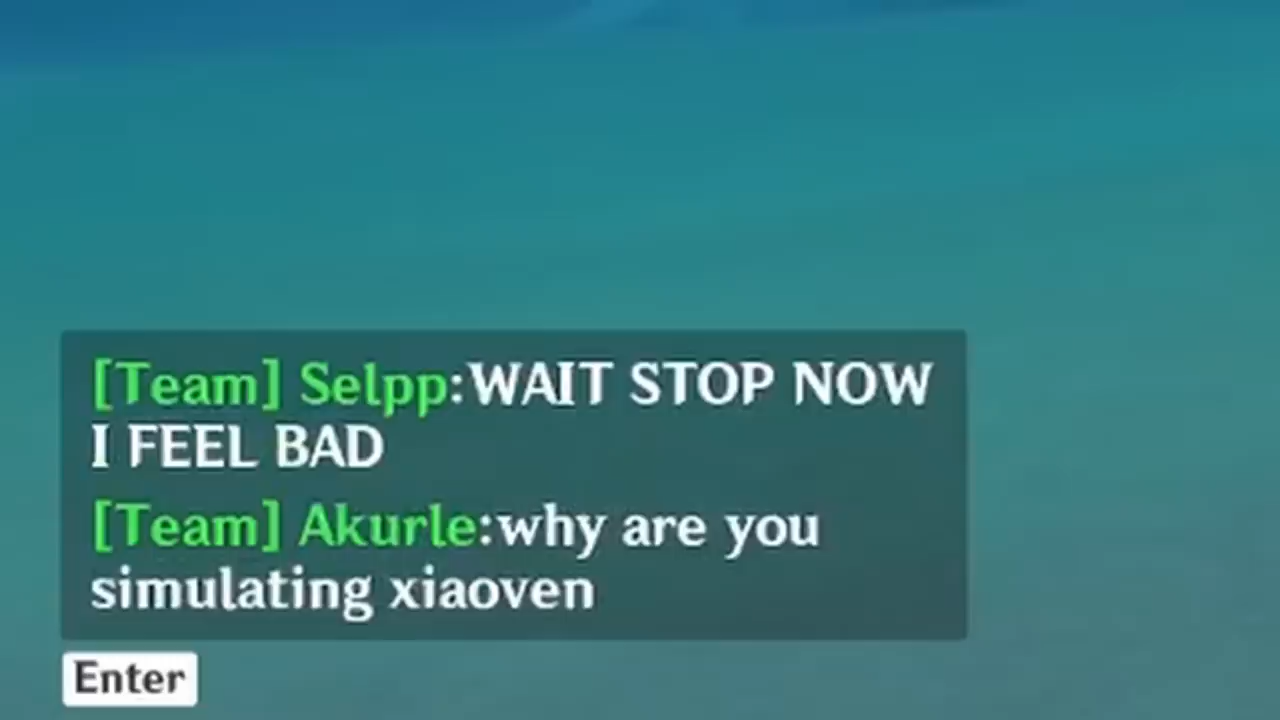 [Team] Selpp:WAIT STOP NOW
I FEEL BAD
[Team] Akurle:why are you
simulating xiaoven
Enter